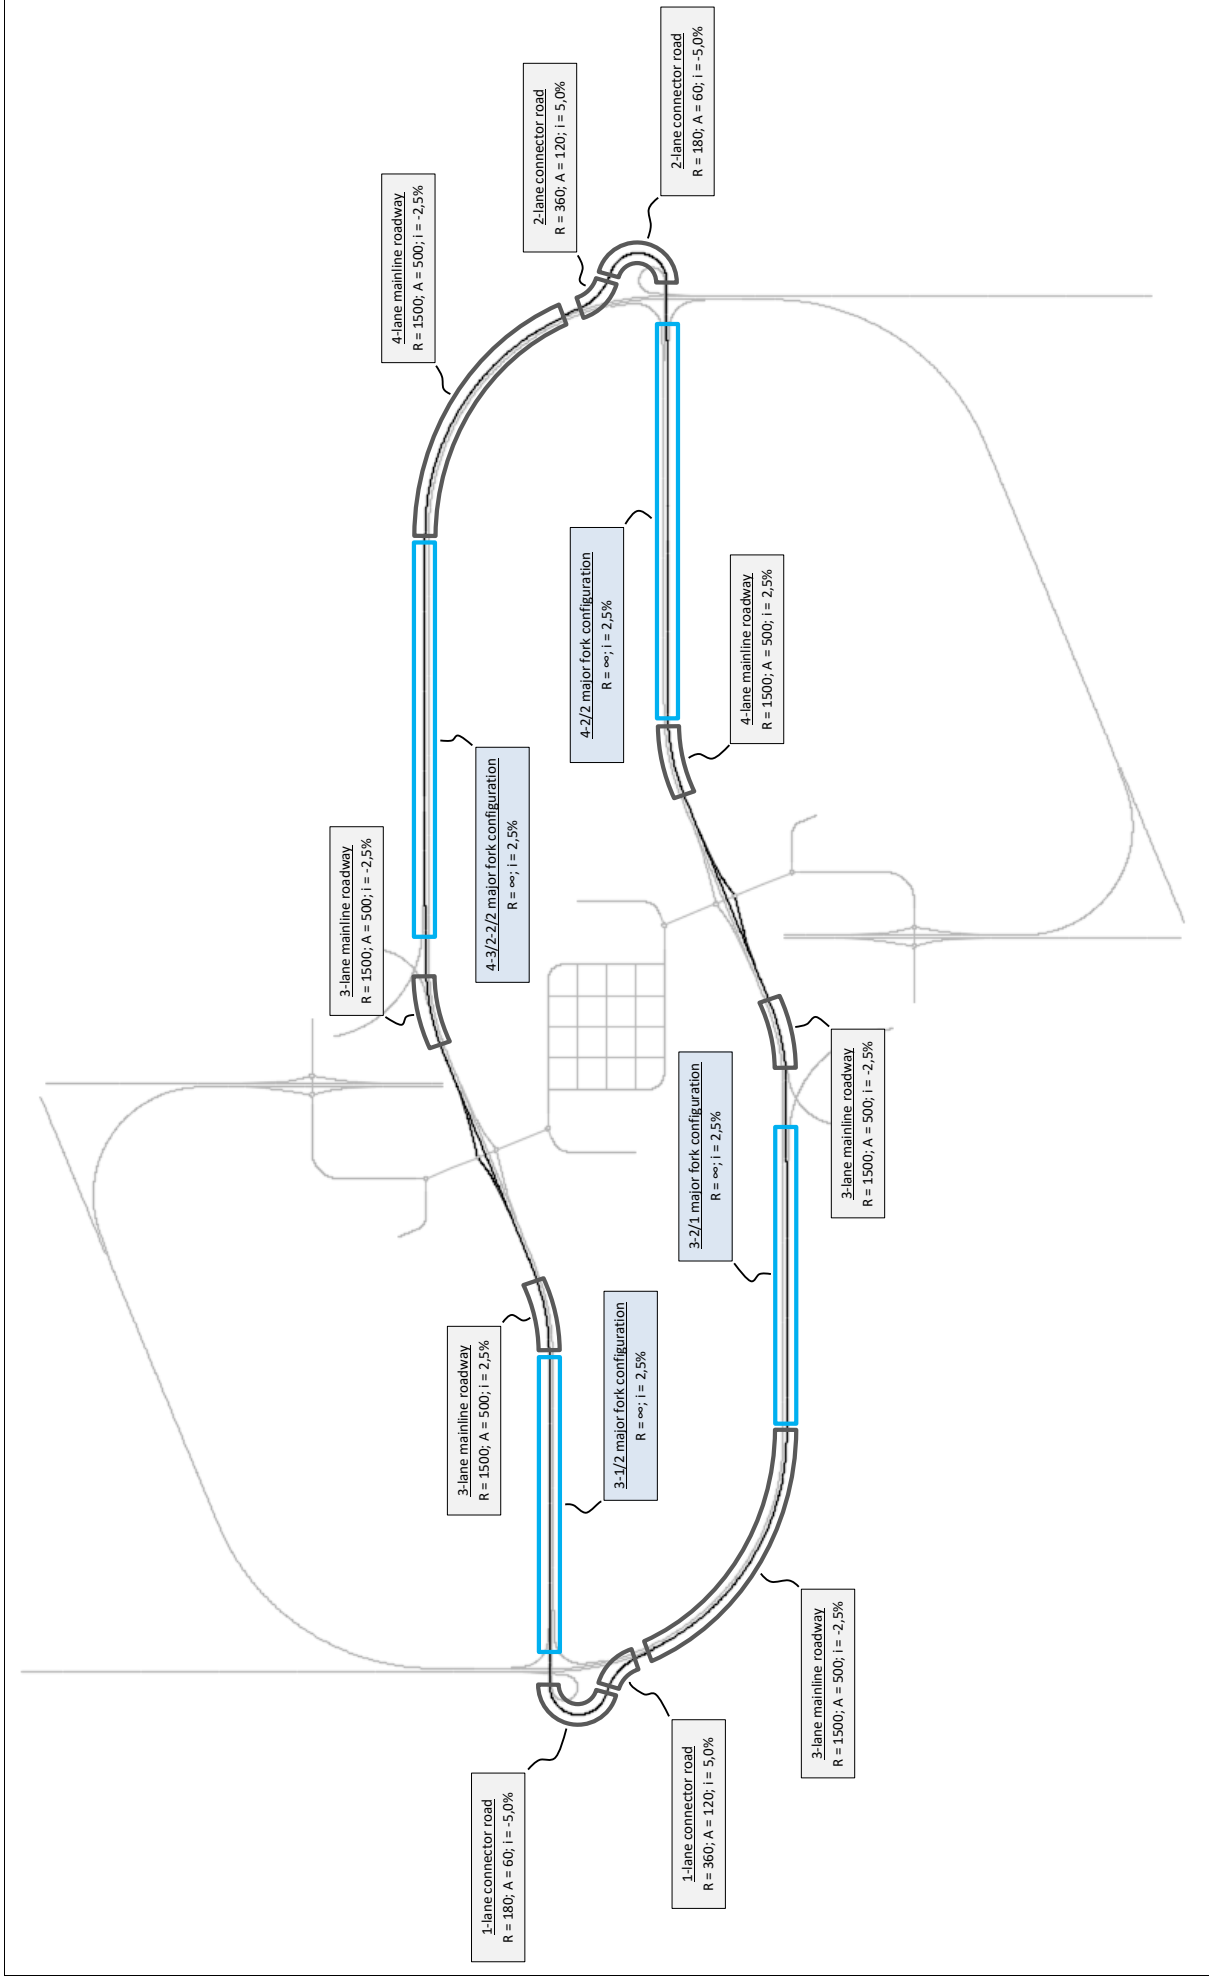 2-lane connector road
R = 180; A = 60; i = -5,0%
2-lane connector road
R = 360; A = 120; i = 5,0%
4-lane mainline roadway
R = 1500; A = 500; i = -2,5%
4-2/2 major fork configuration
R = ∞; i = 2,5%
4-lane mainline roadway
R = 1500; A = 500; i = 2,5%
4-3/2-2/2 major fork configuration
R = ∞; i = 2,5%
3-lane mainline roadway
R = 1500; A = 500; i = -2,5%
3-lane mainline roadway
R = 1500; A = 500; i = -2,5%
3-2/1 major fork configuration
R = ∞; i = 2,5%
3-1/2 major fork configuration
R = ∞; i = 2,5%
3-lane mainline roadway
R = 1500; A = 500; i = 2,5%
3-lane mainline roadway
R = 1500; A = 500; i = -2,5%
1-lane connector road
R = 360; A = 120; i = 5,0%
1-lane connector road
R = 180; A = 60; i = -5,0%